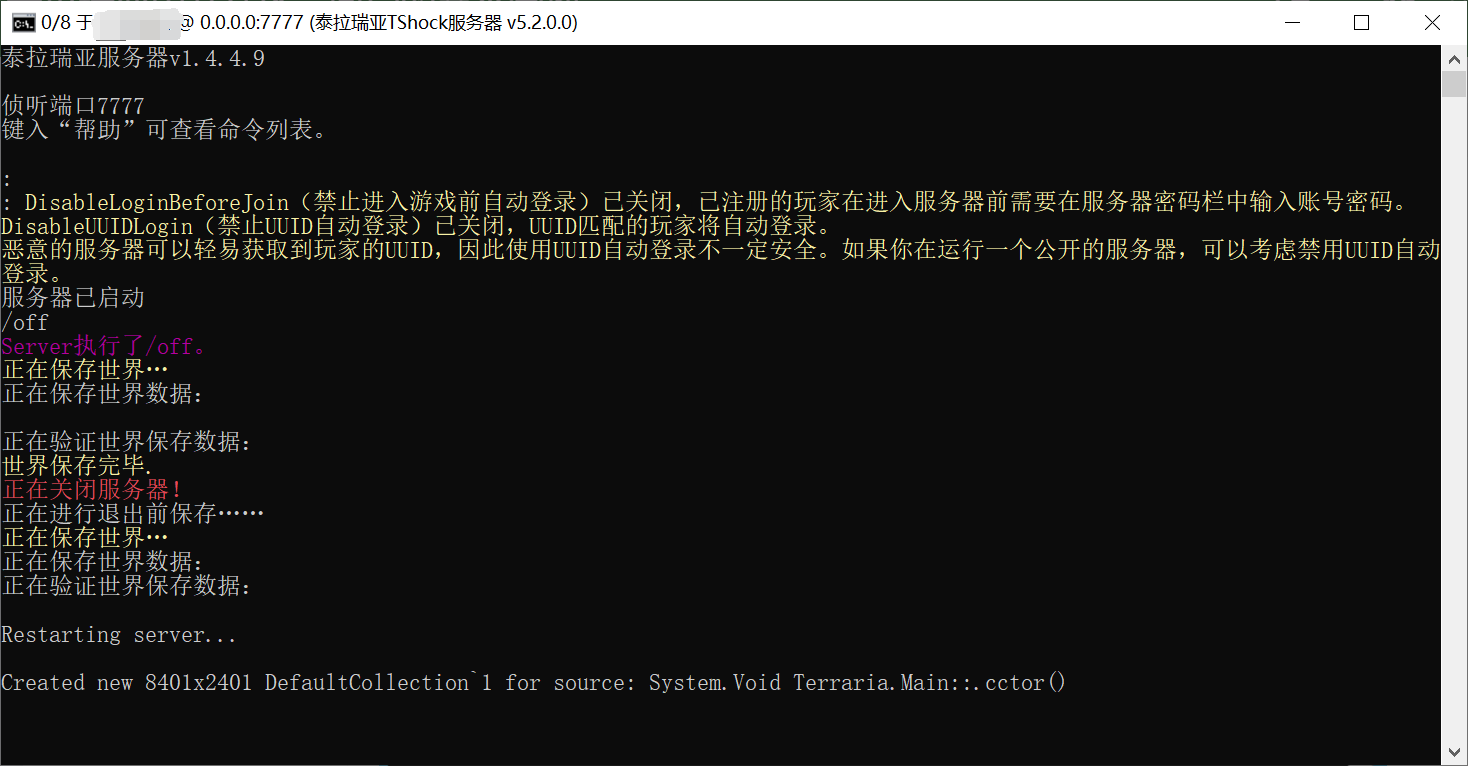 0/8 于 @ 0.0.0.0:7777 (泰拉瑞亚TShock服务器 v5.2.0.0)
泰拉瑞亚服务器v1.4.4.9
侦听端口7777
键入“帮助”可查看命令列表。
:
: DisableLoginBeforeJoin（禁止进入游戏前自动登录）已关闭，已注册的玩家在进入服务器前需要在服务器密码栏中输入账号密码。
DisableUUIDLogin（禁止UUID自动登录）已关闭，UUID匹配的玩家将自动登录。
恶意的服务器可以轻易获取到玩家的UUID，因此使用UUID自动登录不一定安全。如果你在运行一个公开的服务器，可以考虑禁用UUID自动
登录。
服务器已启动
/off
Server执行了/off。
正在保存世界…
正在保存世界数据：
正在验证世界保存数据：
世界保存完毕.
正在关闭服务器！
正在进行退出前保存……
正在保存世界…
正在保存世界数据：
正在验证世界保存数据：
Restarting server...
Created new 8401x2401 DefaultCollection`1 for source: System.Void Terraria.Main::.cctor()